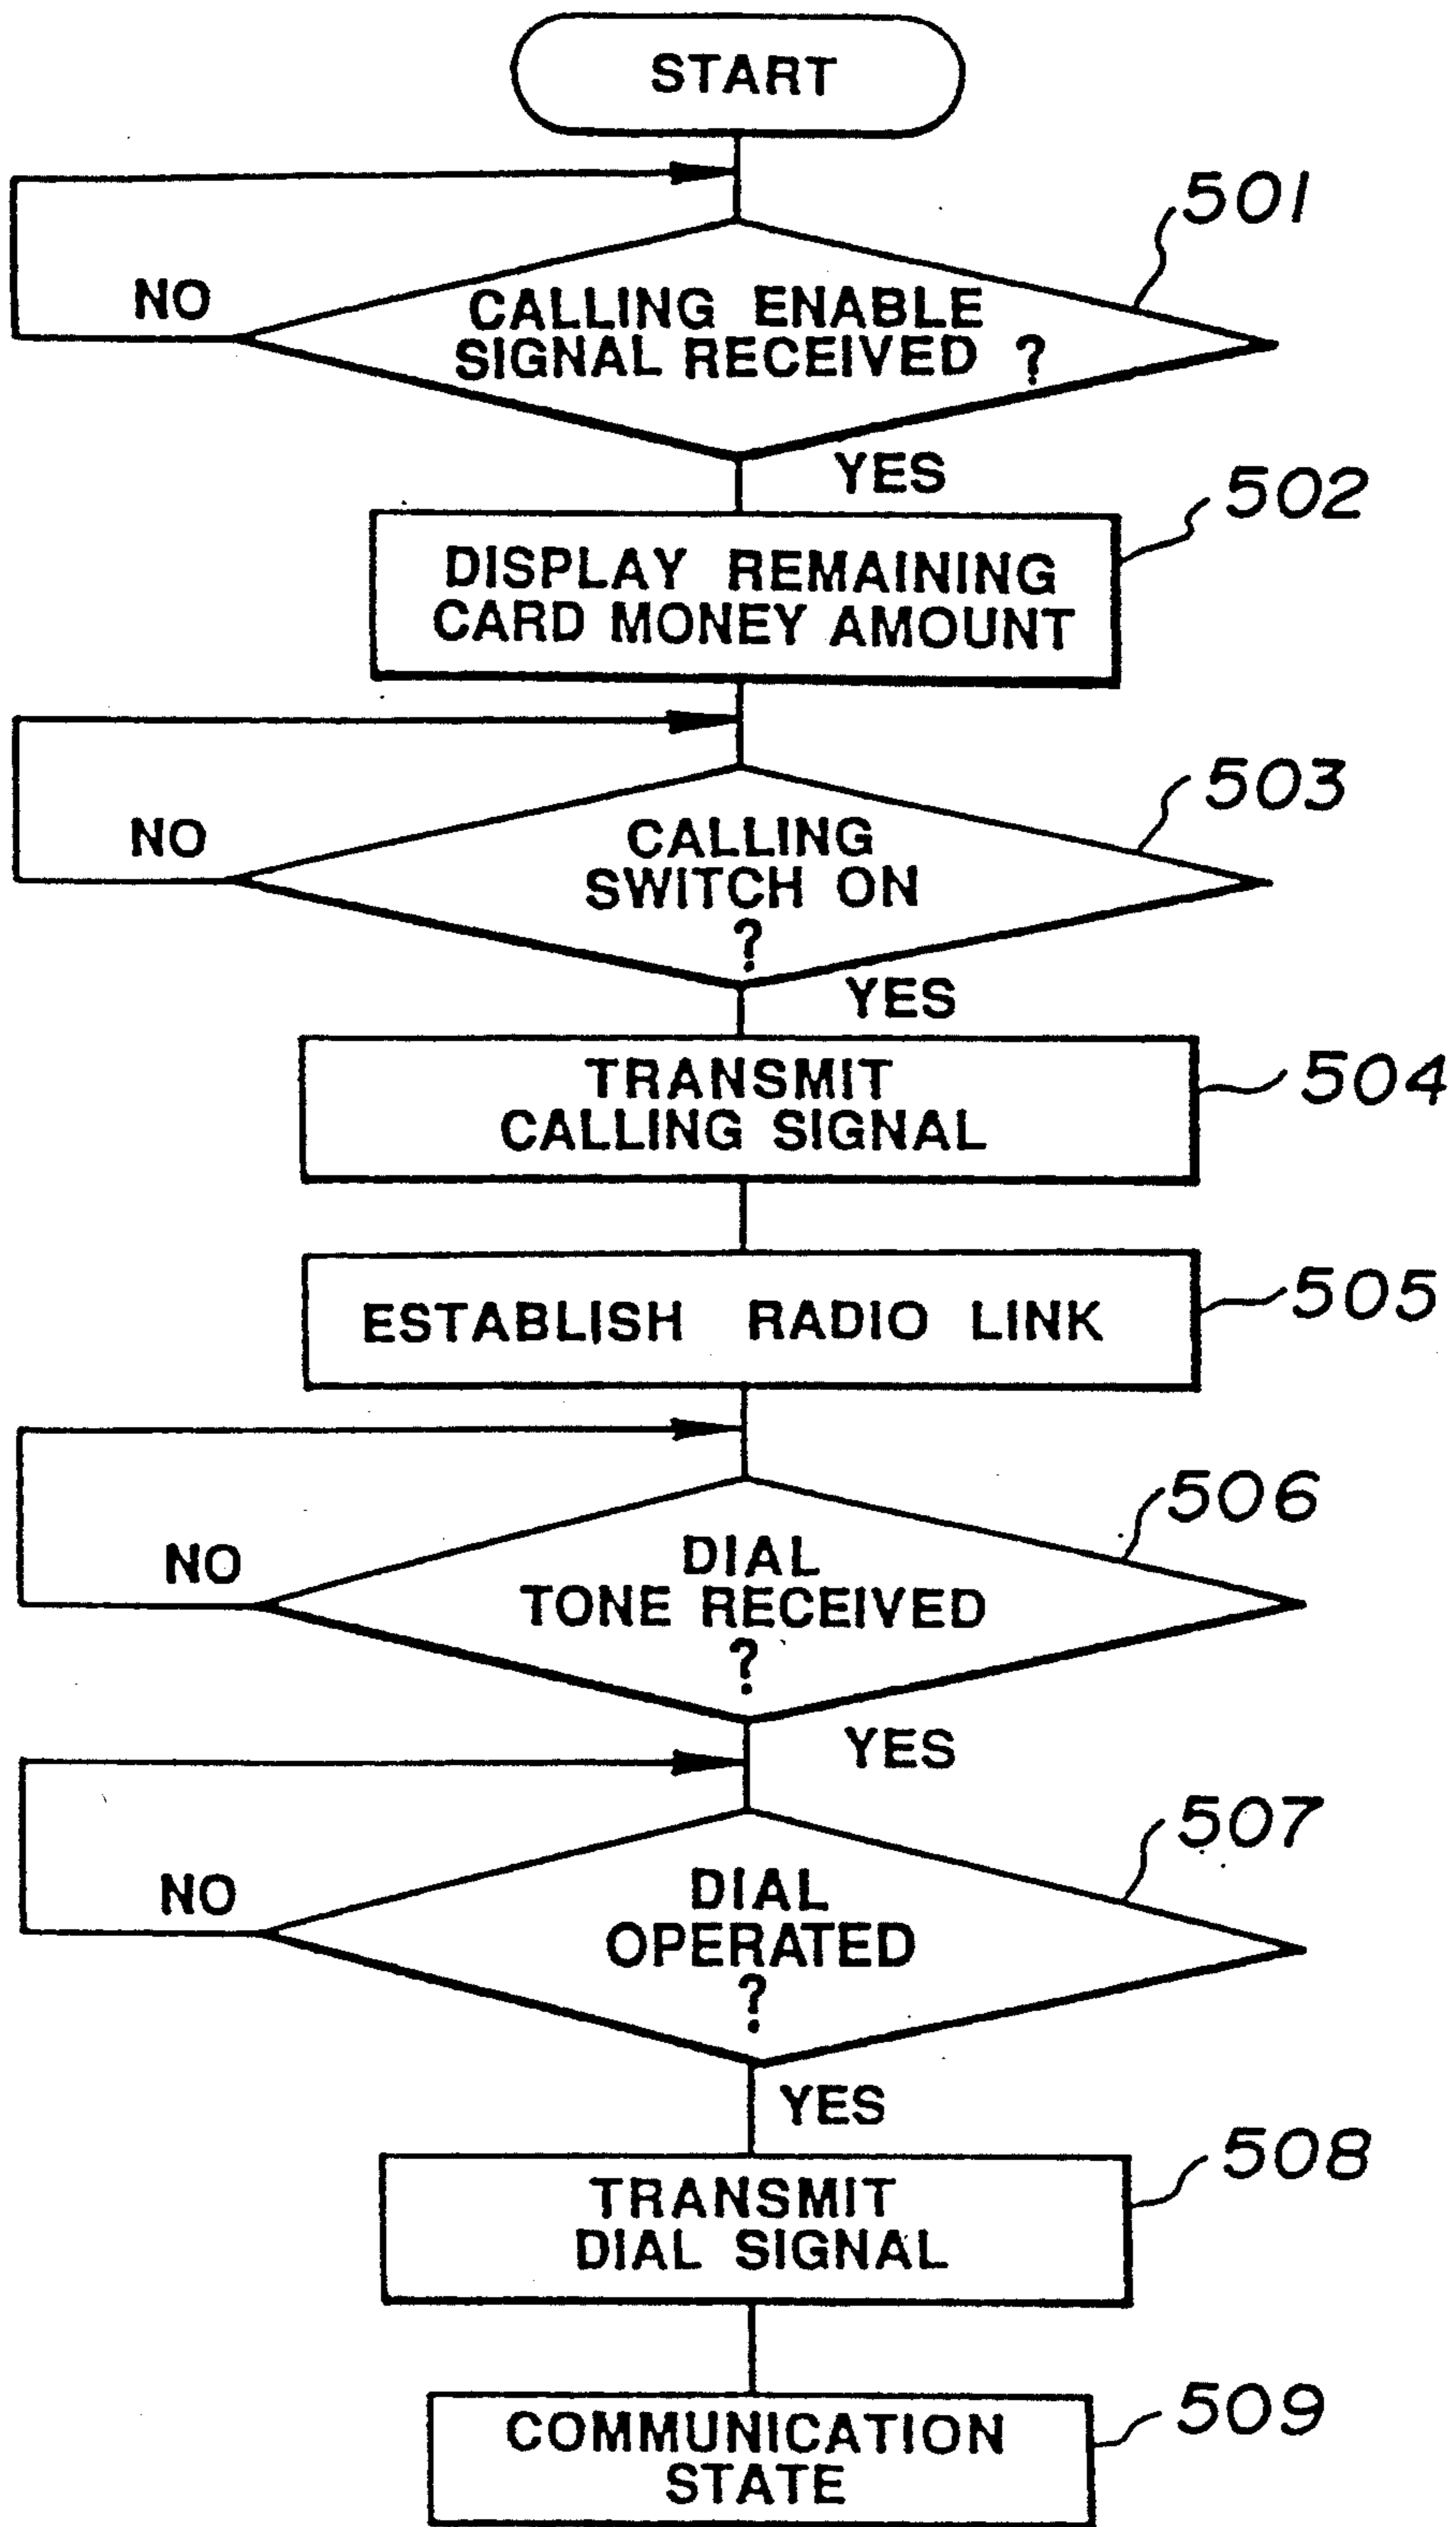 START
501
NO
CALLING ENABLE
SIGNAL RECEIVED ?
YES
502
DISPLAY REMAINING
CARD MONEY AMOUNT
503
NO
CALLING
SWITCH ON
?
YES
TRANSMIT
CALLING SIGNAL
504
ESTABLISH RADIO LINK
505
506
NO
DIAL
TONE RECEIVED
?
YES
507
NO
DIAL
OPERATED
?
YES
508
TRANSMIT
DIAL SIGNAL
509
COMMUNICATION
STATE